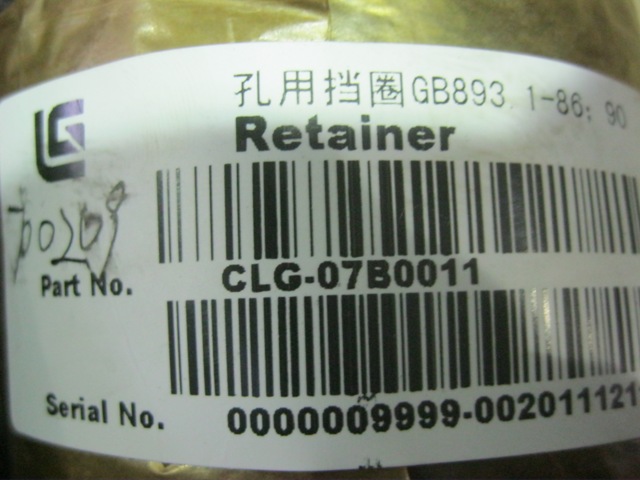 孔用挡圈GB893.1-86; 90
Retainer
CLG-07B0011
Part No.
Serial No. 0000009999-002011121